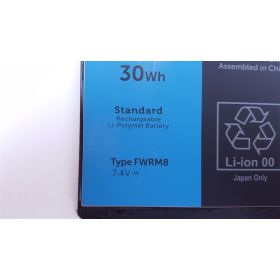 30Wh
Assembled in Chi
Standard
Rechargeable
Li-Polymer Battery
Type FWRM8
7.4V⎓
Li-ion 00
Japan Only